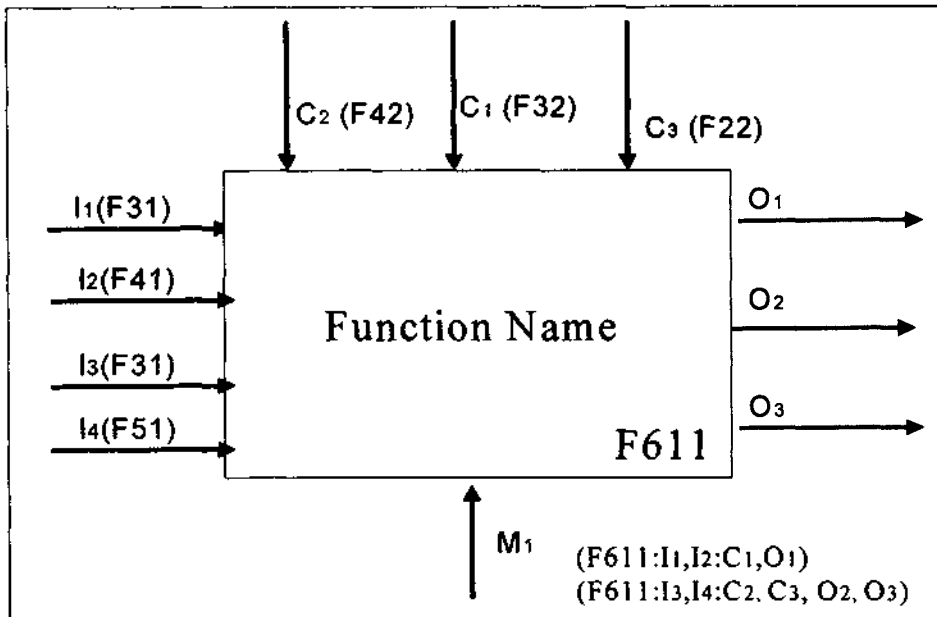 C2 (F42)
C1 (F32)
C3 (F22)
I1(F31)
I2(F41)
I3(F31)
I4(F51)
Function Name
F611
O1
O2
O3
M1
(F611:I1,I2:C1,O1)
(F611:I3,I4:C2, C3, O2, O3)